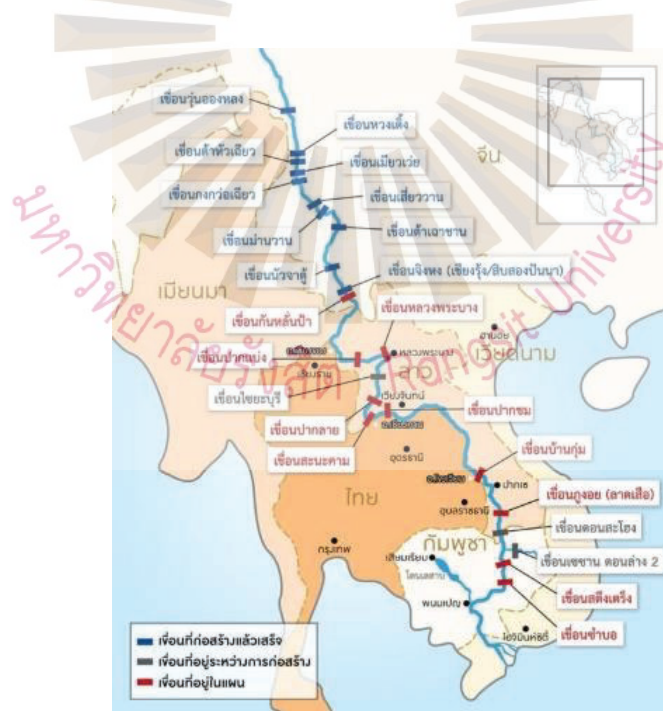 เขื่อนวุ่นอองหลง
เขื่อนหวงเติ้ง
เขื่อนต้าหัวเฉียว
เขื่อนเมียวเว่ย
จีน
เขื่อนกงกว่อเฉียว
เขื่อนเสี่ยววาน
เขื่อนม่านวาน
เขื่อนต้าเฉาซาน
เขื่อนนัวจาตู้
เขื่อนจิงหง (เชียงรุ้ง/สิบสองปันนา)
เมียนมา
เขื่อนกันหลันป้า
เขื่อนหลวงพระบาง
ฮานอย
เวียดนาม
เขื่อนปากแบ่ง
หลวงพระบาง
เชียงราย
ลาว
เขื่อนไซยะบุรี
เวียงจันทน์
เขื่อนปากลาย
เขื่อนปากชม
เขื่อนสะนะคาม
อุดรธานี
เขื่อนบ้านกุ่ม
ปากเซ
ไทย
อุบลราชธานี
เขื่อนภูงอย (ลาดเสือ)
กรุงเทพ
กัมพูชา
เขื่อนดอนสะโฮง
เสียมเรียบ
เขื่อนเซซาน ตอนล่าง 2
โตนเลสาบ
เขื่อนสตึงเตร็ง
พนมเปญ
เขื่อนซำบอ
โฮจิมินห์ซิตี้
เขื่อนที่ก่อสร้างแล้วเสร็จ
เขื่อนที่อยู่ระหว่างการก่อสร้าง
เขื่อนที่อยู่ในแผน
มหาวิทยาลัยรังสิต Rangsit University